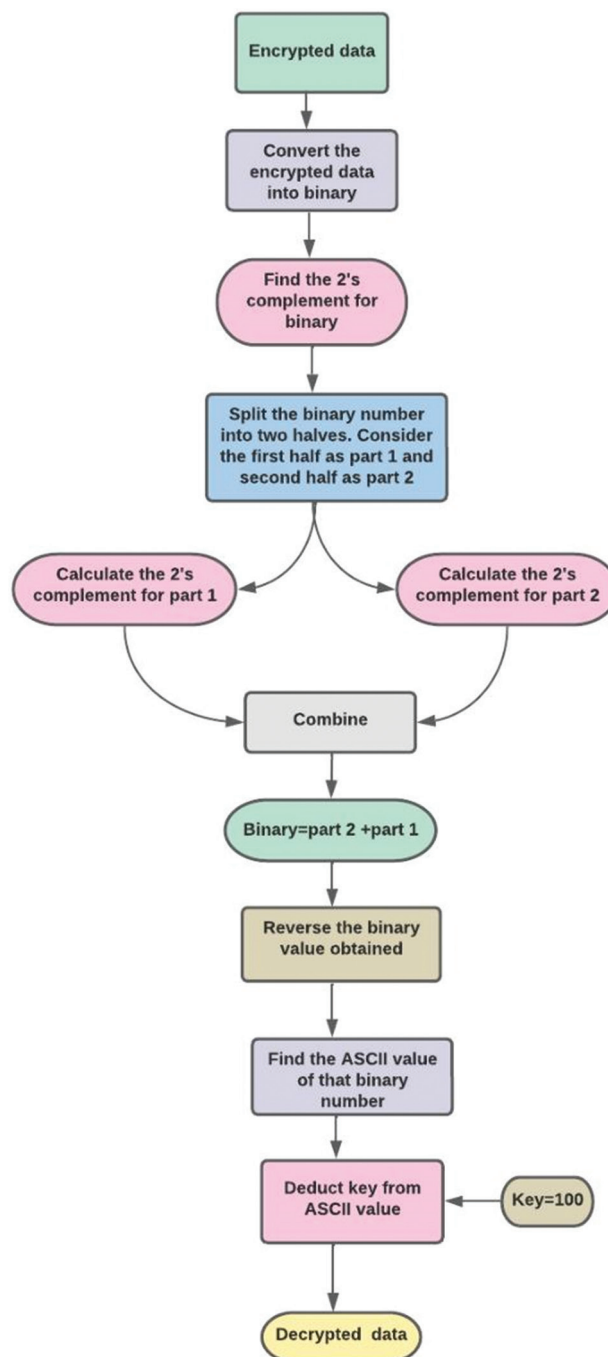 Encrypted data
Convert the
encrypted data
into binary
Find the 2's
complement for
binary
Split the binary number
into two halves. Consider
the first half as part 1 and
second half as part 2
Calculate the 2's
complement for part 1
Calculate the 2's
complement for part 2
Combine
Binary=part 2 +part 1
Reverse the binary
value obtained
Find the ASCII value
of that binary
number
Deduct key from
ASCII value
Key=100
Decrypted data